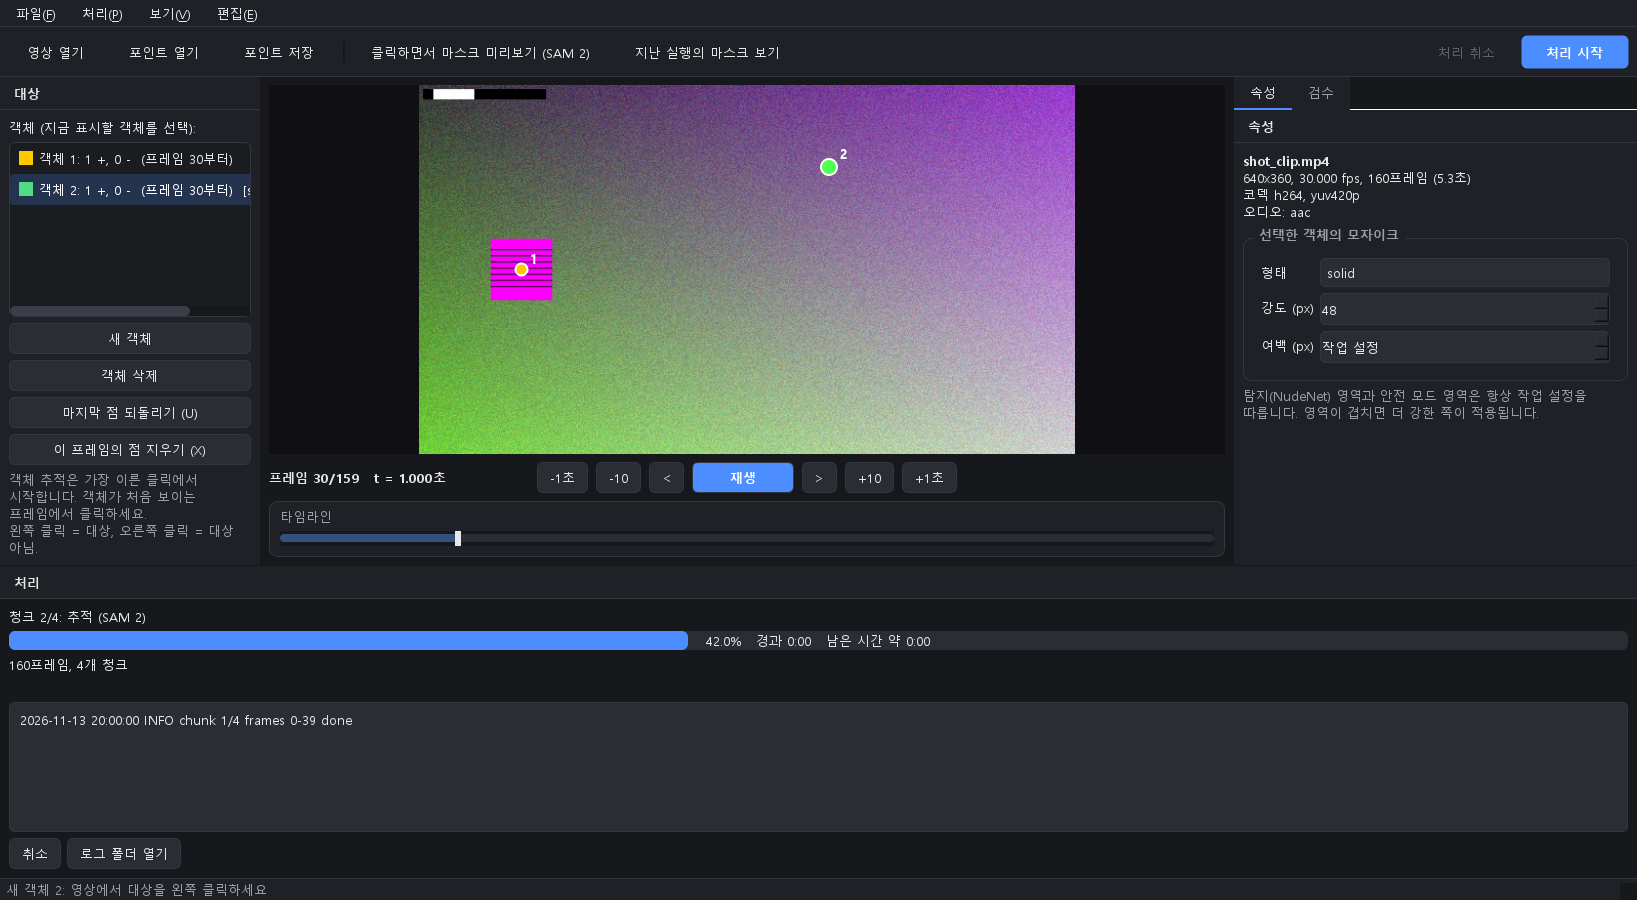 파일(F) 처리(P) 보기(V) 편집(E)
영상 열기 포인트 열기 포인트 저장 클릭하면서 마스크 미리보기 (SAM 2) 지난 실행의 마스크 보기 처리 취소 처리 시작
대상
객체 (지금 표시할 객체를 선택):
객체 1: 1 +, 0 - (프레임 30부터)
객체 2: 1 +, 0 - (프레임 30부터) [s
새 객체
객체 삭제
마지막 점 되돌리기 (U)
이 프레임의 점 지우기 (X)
객체 추적은 가장 이른 클릭에서
시작합니다. 객체가 처음 보이는
프레임에서 클릭하세요.
왼쪽 클릭 = 대상, 오른쪽 클릭 = 대상
아님.
2
1
프레임 30/159 t = 1.000초
-1초 -10 < 재생 > +10 +1초
타임라인
속성 검수
속성
shot_clip.mp4
640x360, 30.000 fps, 160프레임 (5.3초)
코덱 h264, yuv420p
오디오: aac
선택한 객체의 모자이크
형태 solid
강도 (px) 48
여백 (px) 작업 설정
탐지(NudeNet) 영역과 안전 모드 영역은 항상 작업 설정을
따릅니다. 영역이 겹치면 더 강한 쪽이 적용됩니다.
처리
청크 2/4: 추적 (SAM 2)
42.0% 경과 0:00 남은 시간 약 0:00
160프레임, 4개 청크
2026-11-13 20:00:00 INFO chunk 1/4 frames 0-39 done
취소 로그 폴더 열기
새 객체 2: 영상에서 대상을 왼쪽 클릭하세요